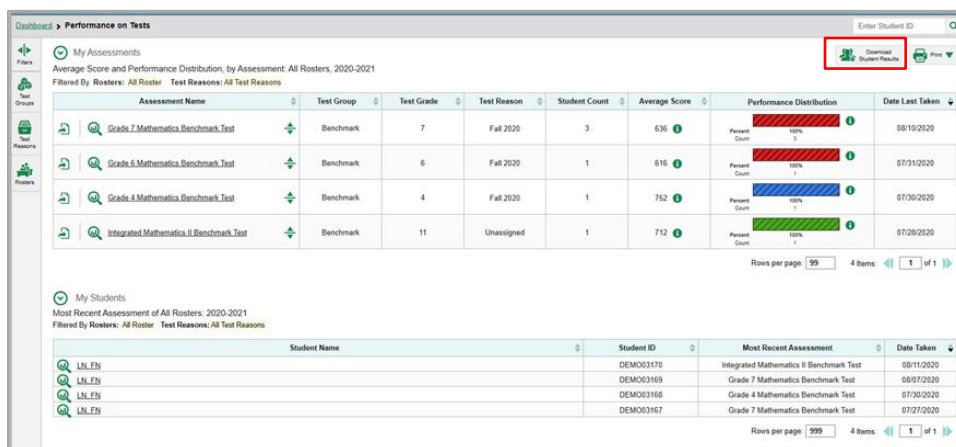 Dashboard > Performance on Tests
Enter Student ID
Filters
Test Groups
Test Reasons
Rosters
My Assessments
Download Student Results
Print
Average Score and Performance Distribution, by Assessment: All Rosters, 2020-2021
Filtered By Rosters: All Roster Test Reasons: All Test Reasons
Assessment Name Test Group Test Grade Test Reason Student Count Average Score Performance Distribution Date Last Taken
Grade 7 Mathematics Benchmark Test Benchmark 7 Fall 2020 3 636 Percent 100% Count 3 08/10/2020
Grade 6 Mathematics Benchmark Test Benchmark 6 Fall 2020 1 616 Percent 100% Count 1 07/31/2020
Grade 4 Mathematics Benchmark Test Benchmark 4 Fall 2020 1 752 Percent 100% Count 1 07/30/2020
Integrated Mathematics II Benchmark Test Benchmark 11 Unassigned 1 712 Percent 100% Count 1 07/28/2020
Rows per page: 99 4 Items: 1 of 1
My Students
Most Recent Assessment of All Rosters: 2020-2021
Filtered By Rosters: All Roster Test Reasons: All Test Reasons
Student Name Student ID Most Recent Assessment Date Taken
LN, FN DEMO03170 Integrated Mathematics II Benchmark Test 08/11/2020
LN, FN DEMO03169 Grade 7 Mathematics Benchmark Test 08/07/2020
LN, FN DEMO03168 Grade 4 Mathematics Benchmark Test 07/30/2020
LN, FN DEMO03167 Grade 7 Mathematics Benchmark Test 07/27/2020
Rows per page: 999 4 Items: 1 of 1